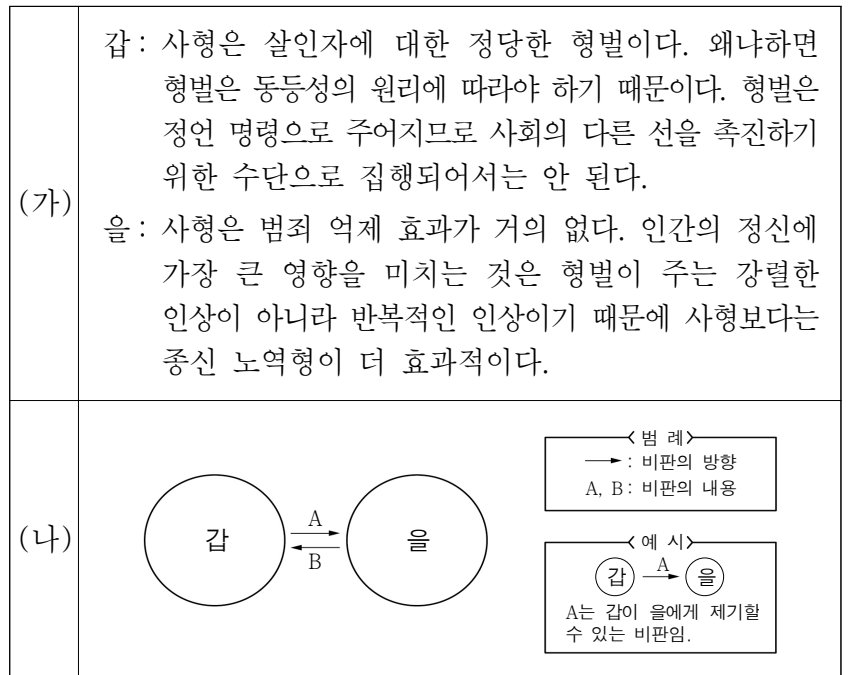 (가)
갑 : 사형은 살인자에 대한 정당한 형벌이다. 왜냐하면
형벌은 동등성의 원리에 따라야 하기 때문이다. 형벌은
정언 명령으로 주어지므로 사회의 다른 선을 촉진하기
위한 수단으로 집행되어서는 안 된다.
을 : 사형은 범죄 억제 효과가 거의 없다. 인간의 정신에
가장 큰 영향을 미치는 것은 형벌이 주는 강렬한
인상이 아니라 반복적인 인상이기 때문에 사형보다는
종신 노역형이 더 효과적이다.
(나)
갑
A
B
을
<범 례>
→ : 비판의 방향
A, B : 비판의 내용
<예 시>
갑 A 을
A는 갑이 을에게 제기할
수 있는 비판임.